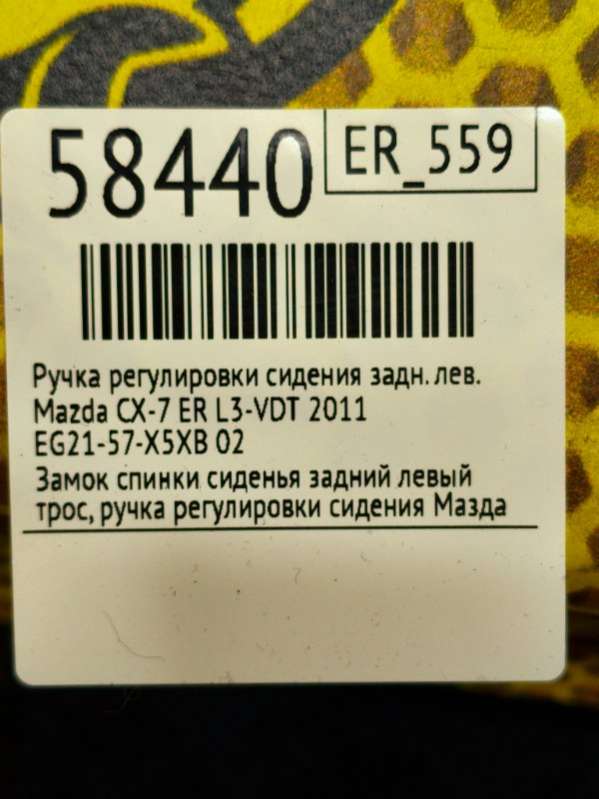 58440
ER_559
Ручка регулировки сидения задн. лев.
Mazda CX-7 ER L3-VDT 2011
EG21-57-X5XB 02
Замок спинки сиденья задний левый
трос, ручка регулировки сидения Мазда